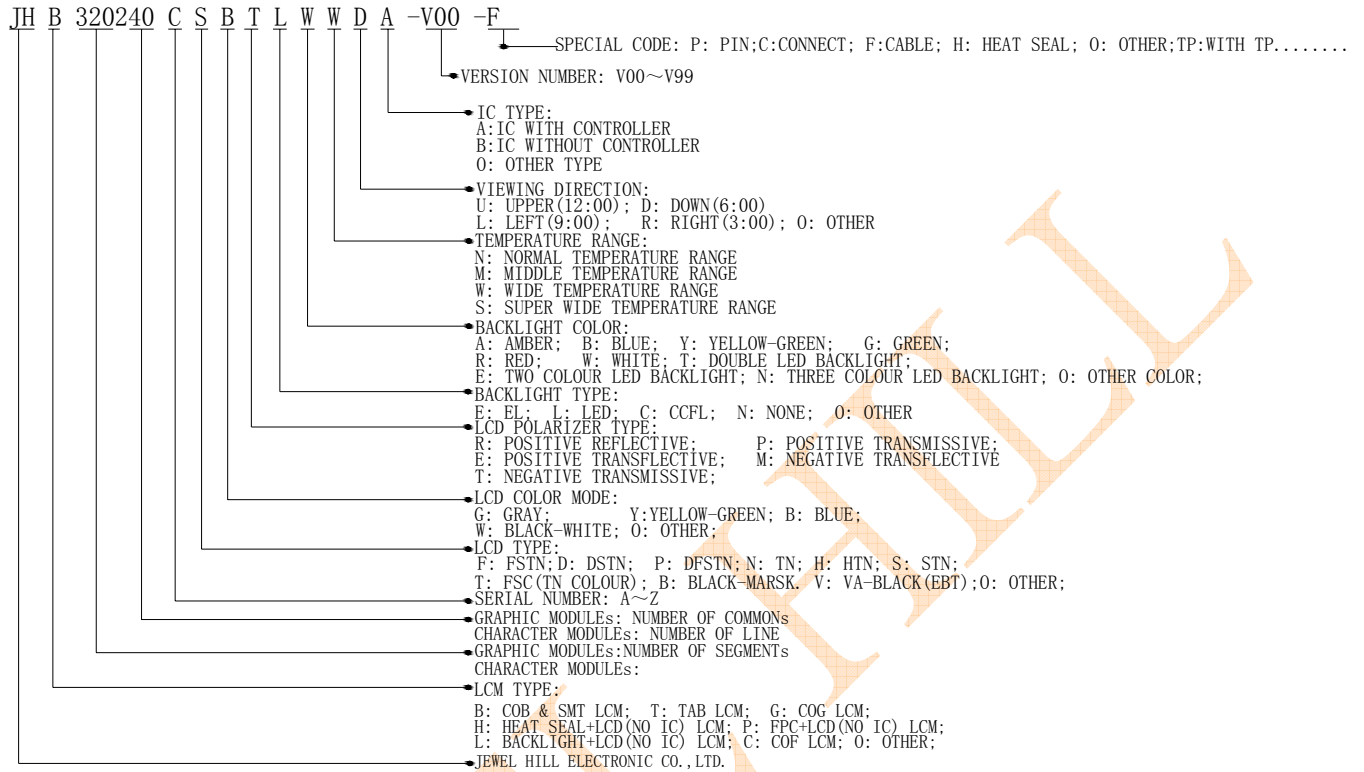 JH B 320240 C S B T L W W D A -V00 -F
SPECIAL CODE: P: PIN;C:CONNECT; F:CABLE; H: HEAT SEAL; O: OTHER;TP:WITH TP........
VERSION NUMBER: V00～V99
IC TYPE:
A:IC WITH CONTROLLER
B:IC WITHOUT CONTROLLER
O: OTHER TYPE
VIEWING DIRECTION:
U: UPPER(12:00); D: DOWN(6:00)
L: LEFT(9:00); R: RIGHT(3:00); O: OTHER
TEMPERATURE RANGE:
N: NORMAL TEMPERATURE RANGE
M: MIDDLE TEMPERATURE RANGE
W: WIDE TEMPERATURE RANGE
S: SUPER WIDE TEMPERATURE RANGE
BACKLIGHT COLOR:
A: AMBER; B: BLUE; Y: YELLOW-GREEN; G: GREEN;
R: RED; W: WHITE; T: DOUBLE LED BACKLIGHT;
E: TWO COLOUR LED BACKLIGHT; N: THREE COLOUR LED BACKLIGHT; O: OTHER COLOR;
BACKLIGHT TYPE:
E: EL; L: LED; C: CCFL; N: NONE; O: OTHER
LCD POLARIZER TYPE:
R: POSITIVE REFLECTIVE; P: POSITIVE TRANSMISSIVE;
E: POSITIVE TRANSFLECTIVE; M: NEGATIVE TRANSFLECTIVE
T: NEGATIVE TRANSMISSIVE;
LCD COLOR MODE:
G: GRAY; Y:YELLOW-GREEN; B: BLUE;
W: BLACK-WHITE; O: OTHER;
LCD TYPE:
F: FSTN; D: DSTN; P: DFSTN; N: TN; H: HTN; S: STN;
T: FSC(TN COLOUR); B: BLACK-MARSK. V: VA-BLACK(EBT);O: OTHER;
SERIAL NUMBER: A～Z
GRAPHIC MODULEs: NUMBER OF COMMONs
CHARACTER MODULEs: NUMBER OF LINE
GRAPHIC MODULEs:NUMBER OF SEGMENTs
CHARACTER MODULEs:
LCM TYPE:
B: COB & SMT LCM; T: TAB LCM; G: COG LCM;
H: HEAT SEAL+LCD(NO IC) LCM; P: FPC+LCD(NO IC) LCM;
L: BACKLIGHT+LCD(NO IC) LCM; C: COF LCM; O: OTHER;
JEWEL HILL ELECTRONIC CO.,LTD.
HILL